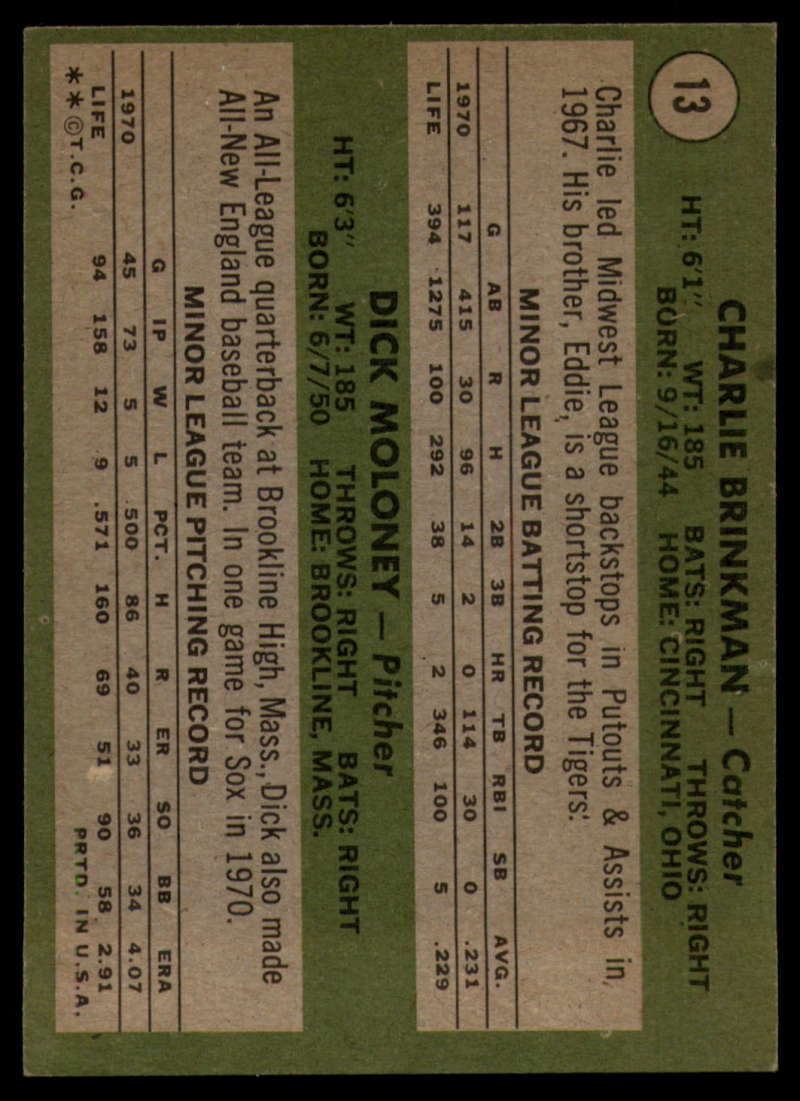 13
CHARLIE BRINKMAN — Catcher
HT: 6'1" WT: 185 BATS: RIGHT THROWS: RIGHT
BORN: 9/16/44 HOME: CINCINNATI, OHIO
Charlie led Midwest League backstops in Putouts & Assists in
1967. His brother, Eddie, is a shortstop for the Tigers.
MINOR LEAGUE BATTING RECORD
G AB R H 2B 3B HR TB RBI SB AVG.
1970 117 415 30 96 14 2 0 114 30 0 .231
LIFE 394 1275 100 292 38 5 2 346 100 5 .229
DICK MOLONEY — Pitcher
HT: 6'3" WT: 185 THROWS: RIGHT BATS: RIGHT
BORN: 6/7/50 HOME: BROOKLINE, MASS.
An All-League quarterback at Brookline High, Mass., Dick also made
All-New England baseball team. In one game for Sox in 1970.
MINOR LEAGUE PITCHING RECORD
G IP W L PCT. H R ER SO BB ERA
1970 45 73 5 5 .500 86 40 33 36 34 4.07
LIFE 94 158 12 9 .571 160 69 51 90 58 2.91
**©T.C.G. PRTD. IN U.S.A.